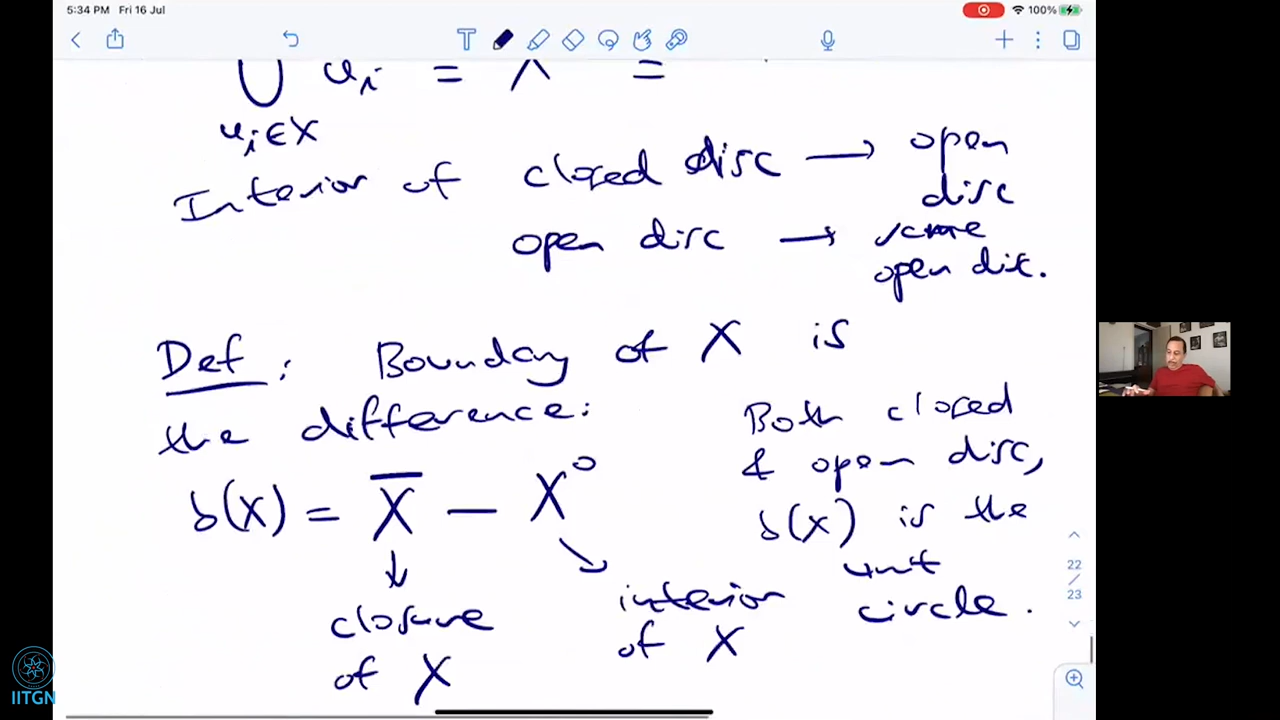 5:34 PM Fri 16 Jul
100%
⋃ u_i = X =
u_i ∈ X
Interior of closed disc → open disc
open disc → same open disc.
Def: Boundary of X is
the difference:
b(X) = X̄ − X⁰
closure of X
interior of X
Both closed
& open disc,
b(X) is the
unit
circle.
22
/
23
IITGN